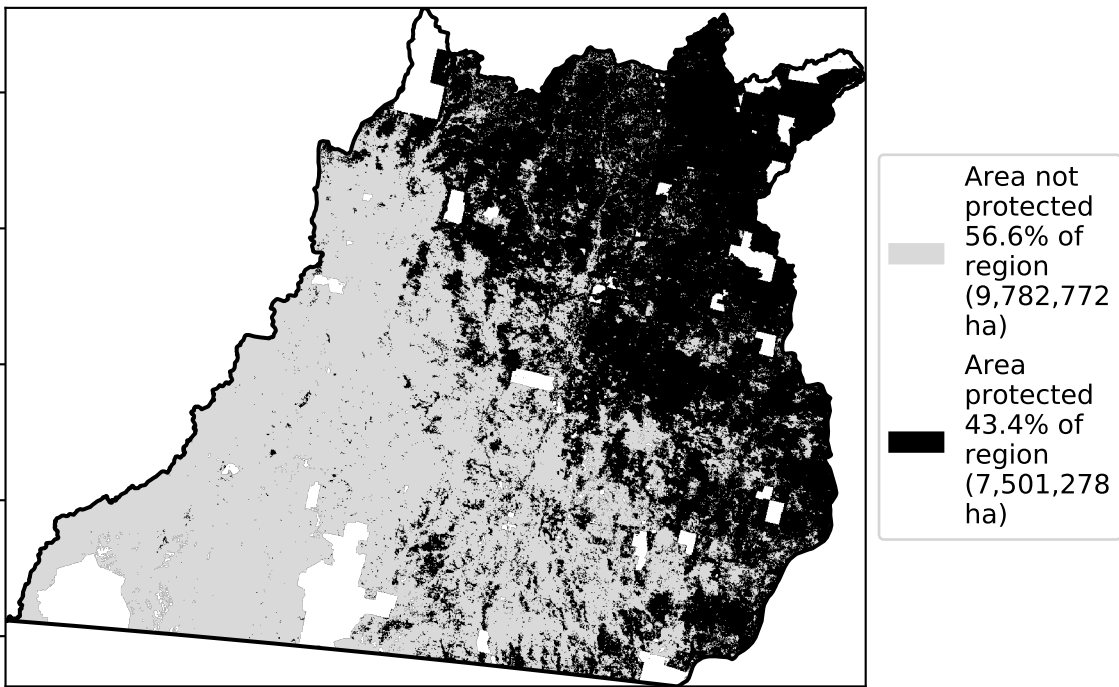 Area not
protected
56.6% of
region
(9,782,772
ha)
Area
protected
43.4% of
region
(7,501,278
ha)